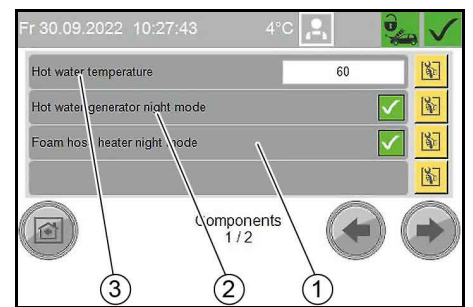 Fr 30.09.2022 10:27:43 4°C
Hot water temperature 60
Hot water generator night mode
Foam hose heater night mode
Components
1 / 2
3 2 1